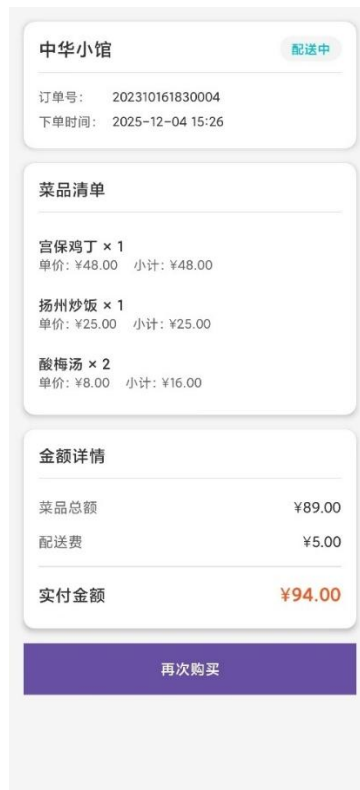 中华小馆 配送中
订单号: 202310161830004
下单时间: 2025-12-04 15:26
菜品清单
宫保鸡丁 × 1
单价: ¥48.00 小计: ¥48.00
扬州炒饭 × 1
单价: ¥25.00 小计: ¥25.00
酸梅汤 × 2
单价: ¥8.00 小计: ¥16.00
金额详情
菜品总额 ¥89.00
配送费 ¥5.00
实付金额 ¥94.00
再次购买